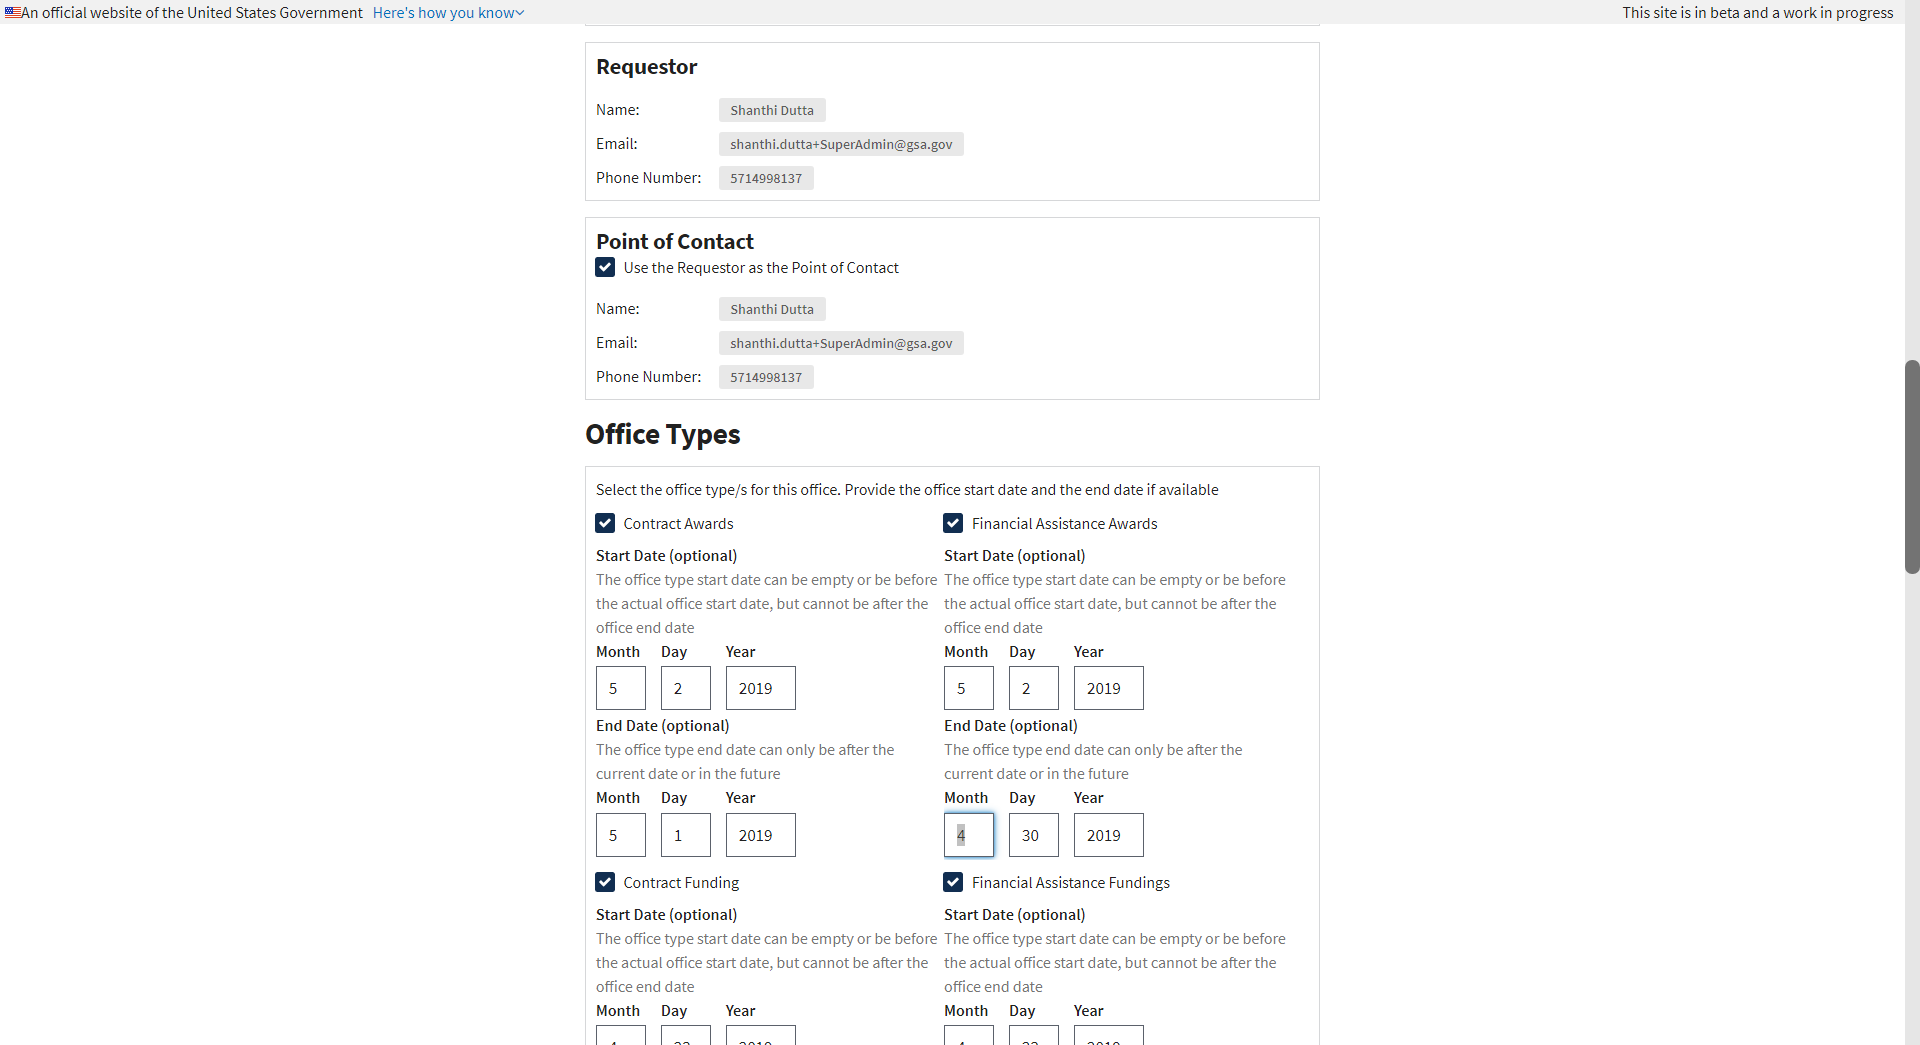 An official website of the United States Government Here's how you know
This site is in beta and a work in progress
Requestor
Name: Shanthi Dutta
Email: shanthi.dutta+SuperAdmin@gsa.gov
Phone Number: 5714998137
Point of Contact
Use the Requestor as the Point of Contact
Name: Shanthi Dutta
Email: shanthi.dutta+SuperAdmin@gsa.gov
Phone Number: 5714998137
Office Types
Select the office type/s for this office. Provide the office start date and the end date if available
Contract Awards
Start Date (optional)
The office type start date can be empty or be before
the actual office start date, but cannot be after the
office end date
Month Day Year
5 2 2019
End Date (optional)
The office type end date can only be after the
current date or in the future
Month Day Year
5 1 2019
Financial Assistance Awards
Start Date (optional)
The office type start date can be empty or be before
the actual office start date, but cannot be after the
office end date
Month Day Year
5 2 2019
End Date (optional)
The office type end date can only be after the
current date or in the future
Month Day Year
4 30 2019
Contract Funding
Start Date (optional)
The office type start date can be empty or be before
the actual office start date, but cannot be after the
office end date
Month Day Year
Financial Assistance Fundings
Start Date (optional)
The office type start date can be empty or be before
the actual office start date, but cannot be after the
office end date
Month Day Year